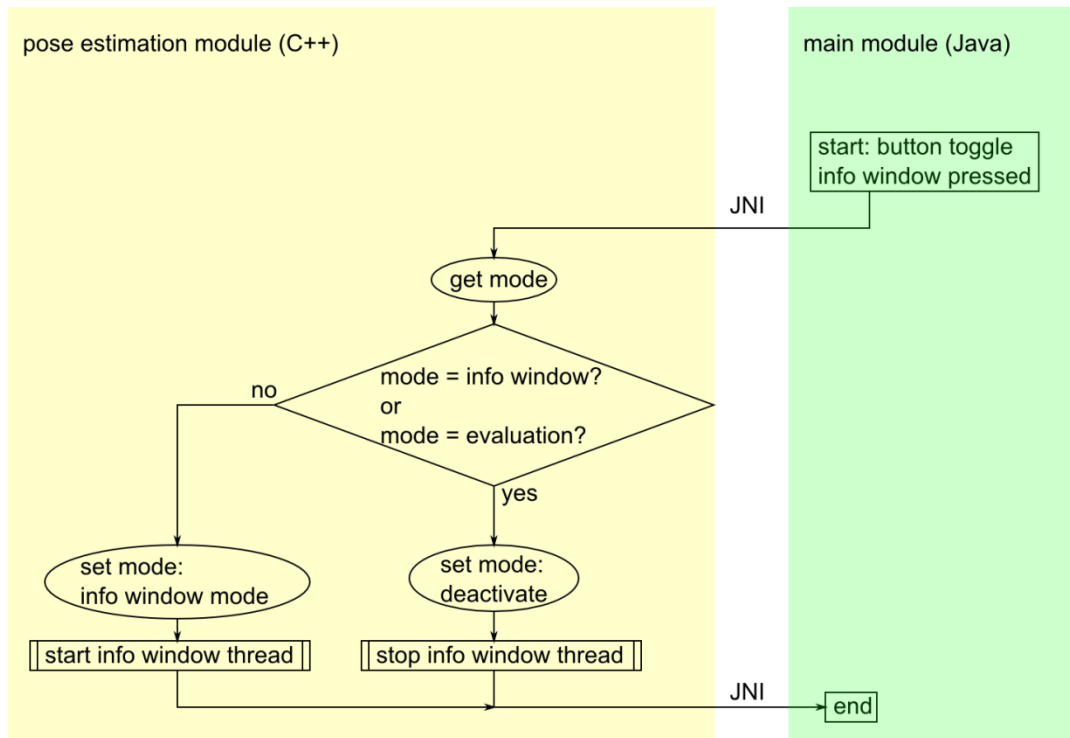 pose estimation module (C++)
main module (Java)
start: button toggle
info window pressed
JNI
get mode
mode = info window?
or
mode = evaluation?
no
yes
set mode:
info window mode
set mode:
deactivate
start info window thread
stop info window thread
JNI
end